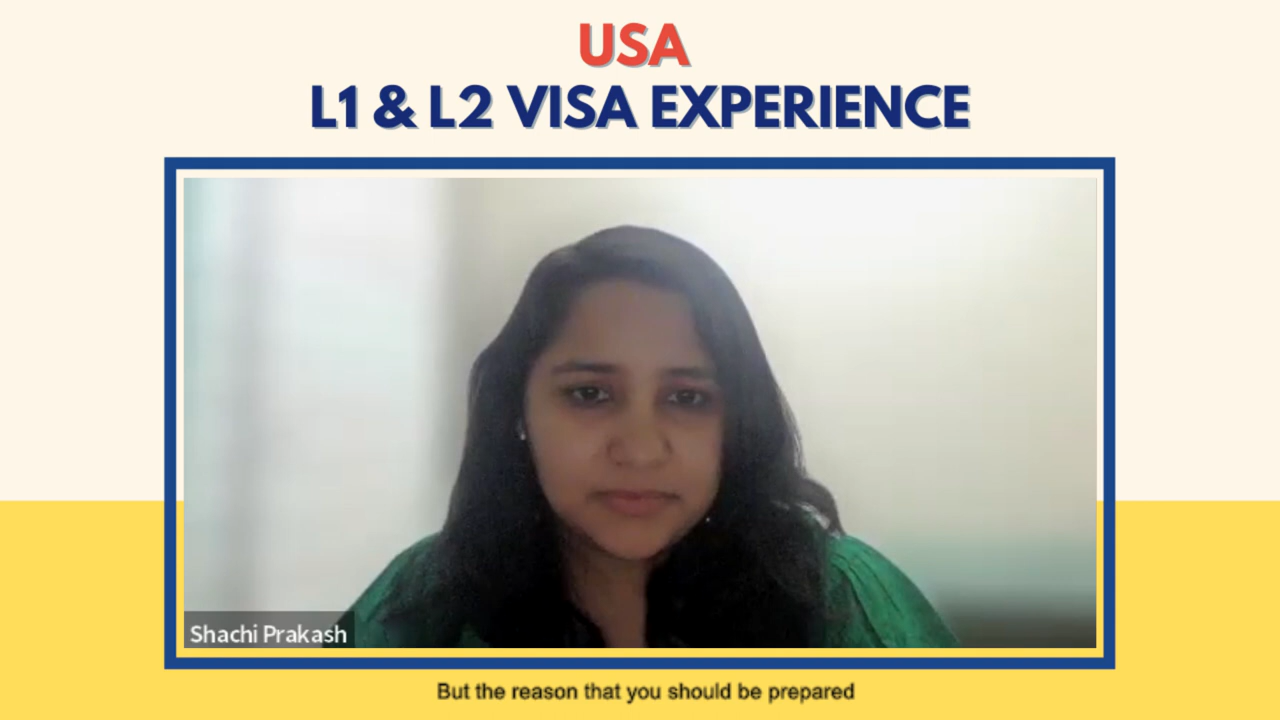 USA
L1 & L2 VISA EXPERIENCE
Shachi Prakash
But the reason that you should be prepared